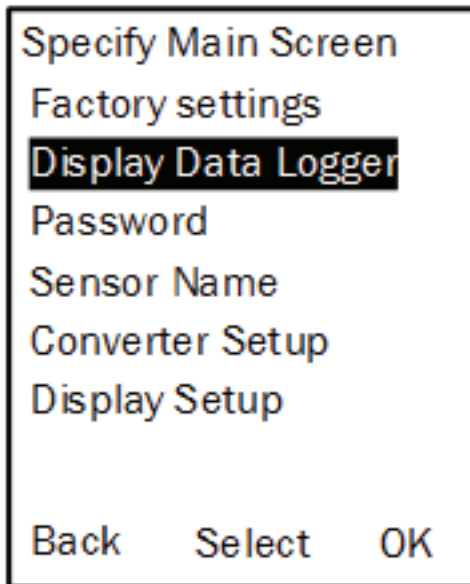 Specify Main Screen
Factory settings
Display Data Logger
Password
Sensor Name
Converter Setup
Display Setup
Back Select OK